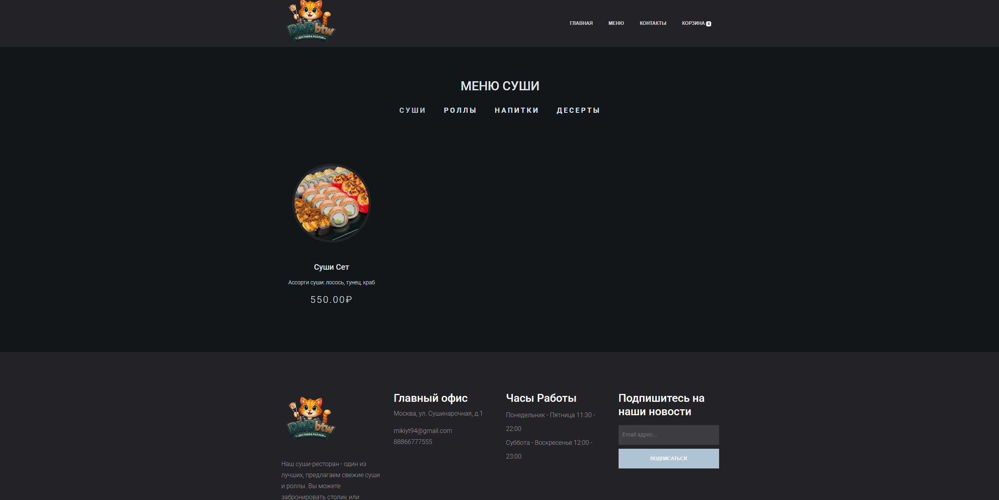 DWDbtw
ДОСТАВКА РОЛЛОВ
ГЛАВНАЯ МЕНЮ КОНТАКТЫ КОРЗИНА 4
МЕНЮ СУШИ
СУШИ РОЛЛЫ НАПИТКИ ДЕСЕРТЫ
Суши Сет
Ассорти суши: лосось, тунец, краб
550.00₽
DWDbtw
ДОСТАВКА РОЛЛОВ
Наш суши-ресторан - один из
лучших, предлагаем свежие суши
и роллы. Вы можете
забронировать столик или
Главный офис
Москва, ул. Сушинарочная, д.1
mikiyt94@gmail.com
88866777555
Часы Работы
Понедельник - Пятница 11:30 -
22:00
Суббота - Воскресенье 12:00 -
23:00
Подпишитесь на
наши новости
Email адрес...
ПОДПИСАТЬСЯ